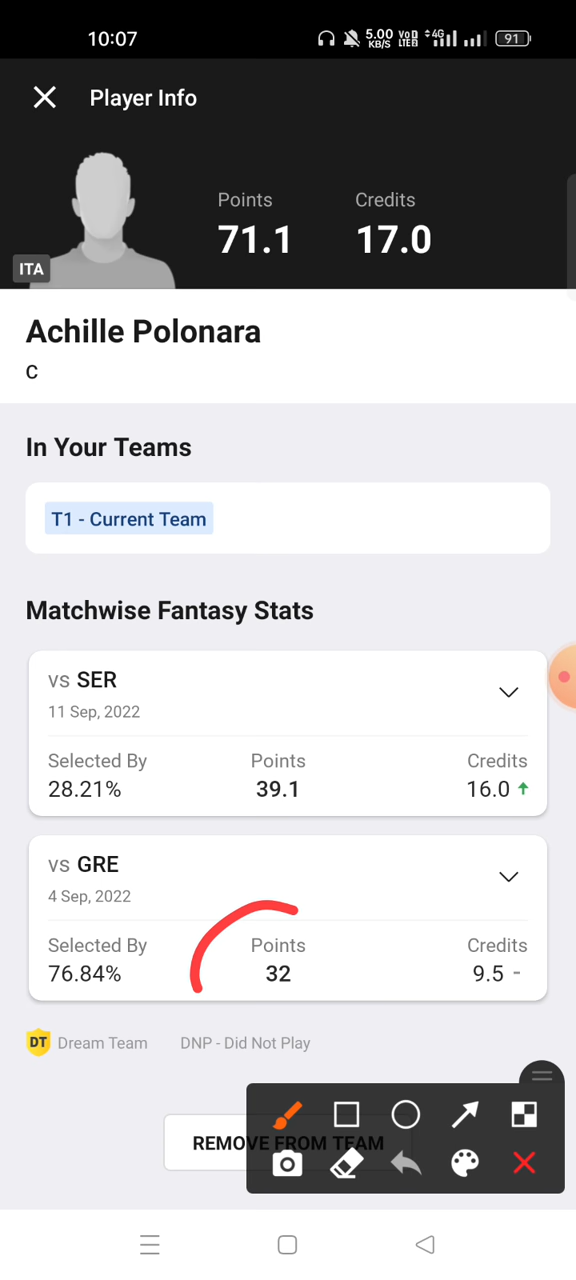 10:07 5.00 KB/S VoD LTE 4G 91
Player Info
Points Credits
71.1 17.0
ITA
Achille Polonara
C
In Your Teams
T1 - Current Team
Matchwise Fantasy Stats
vs SER
11 Sep, 2022
Selected By Points Credits
28.21% 39.1 16.0
vs GRE
4 Sep, 2022
Selected By Points Credits
76.84% 32 9.5 -
DT Dream Team DNP - Did Not Play
REMOVE FROM TEAM